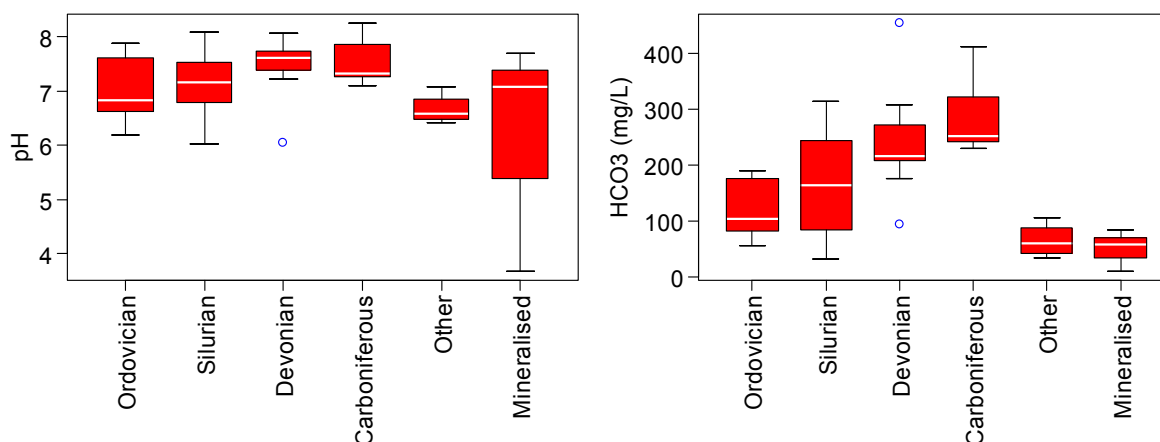 pH
8
7
6
5
4
Ordovician
Silurian
Devonian
Carboniferous
Other
Mineralised
HCO3 (mg/L)
400
300
200
100
0
Ordovician
Silurian
Devonian
Carboniferous
Other
Mineralised